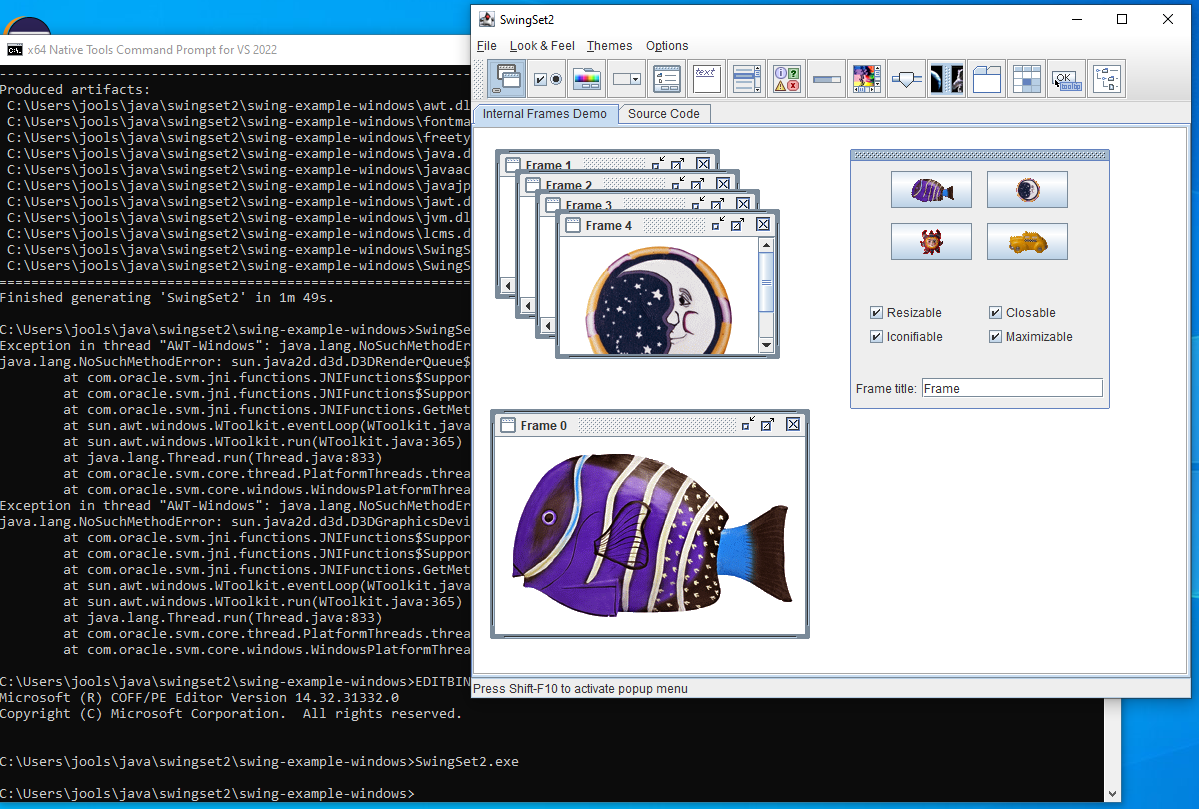 x64 Native Tools Command Prompt for VS 2022
Produced artifacts:
C:\Users\jools\java\swingset2\swing-example-windows\awt.dl
C:\Users\jools\java\swingset2\swing-example-windows\fontma
C:\Users\jools\java\swingset2\swing-example-windows\freety
C:\Users\jools\java\swingset2\swing-example-windows\java.d
C:\Users\jools\java\swingset2\swing-example-windows\javaac
C:\Users\jools\java\swingset2\swing-example-windows\javajp
C:\Users\jools\java\swingset2\swing-example-windows\jawt.d
C:\Users\jools\java\swingset2\swing-example-windows\jvm.dl
C:\Users\jools\java\swingset2\swing-example-windows\lcms.d
C:\Users\jools\java\swingset2\swing-example-windows\SwingS
C:\Users\jools\java\swingset2\swing-example-windows\SwingS
Finished generating 'SwingSet2' in 1m 49s.
C:\Users\jools\java\swingset2\swing-example-windows>SwingSe
Exception in thread "AWT-Windows": java.lang.NoSuchMethodEr
java.lang.NoSuchMethodError: sun.java2d.d3d.D3DRenderQueue$
at com.oracle.svm.jni.functions.JNIFunctions$Suppor
at com.oracle.svm.jni.functions.JNIFunctions$Suppor
at com.oracle.svm.jni.functions.JNIFunctions.GetMet
at sun.awt.windows.WToolkit.eventLoop(WToolkit.java
at sun.awt.windows.WToolkit.run(WToolkit.java:365)
at java.lang.Thread.run(Thread.java:833)
at com.oracle.svm.core.thread.PlatformThreads.threa
at com.oracle.svm.core.windows.WindowsPlatformThrea
Exception in thread "AWT-Windows": java.lang.NoSuchMethodEr
java.lang.NoSuchMethodError: sun.java2d.d3d.D3DGraphicsDevi
at com.oracle.svm.jni.functions.JNIFunctions$Suppor
at com.oracle.svm.jni.functions.JNIFunctions$Suppor
at com.oracle.svm.jni.functions.JNIFunctions.GetMet
at sun.awt.windows.WToolkit.eventLoop(WToolkit.java
at sun.awt.windows.WToolkit.run(WToolkit.java:365)
at java.lang.Thread.run(Thread.java:833)
at com.oracle.svm.core.thread.PlatformThreads.threa
at com.oracle.svm.core.windows.WindowsPlatformThrea
C:\Users\jools\java\swingset2\swing-example-windows>EDITBIN
Microsoft (R) COFF/PE Editor Version 14.32.31332.0
Copyright (C) Microsoft Corporation.  All rights reserved.
C:\Users\jools\java\swingset2\swing-example-windows>SwingSet2.exe
C:\Users\jools\java\swingset2\swing-example-windows>
SwingSet2
File Look & Feel Themes Options
text
OK
tooltip
Internal Frames Demo
Source Code
Frame 1
Frame 2
Frame 3
Frame 4
Frame 0
Resizable
Closable
Iconifiable
Maximizable
Frame title: Frame
Press Shift-F10 to activate popup menu